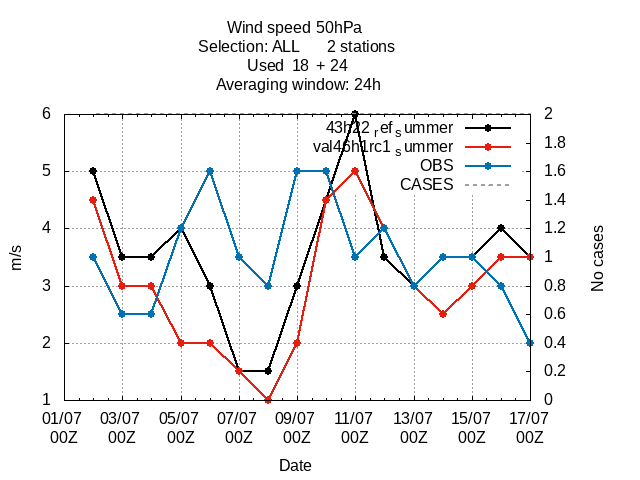 Wind speed 50hPa
Selection: ALL 2 stations
Used 18 + 24
Averaging window: 24h
6 2
43h22 ref summer
1.8
val46h1rc1 summer
5 OBS 1.6
CASES
1.4
4 1.2
m/s No cases
3 1
0.8
0.6
2 0.4
0.2
1 0
01/07 03/07 05/07 07/07 09/07 11/07 13/07 15/07 17/07
00Z 00Z 00Z 00Z 00Z 00Z 00Z 00Z 00Z
Date